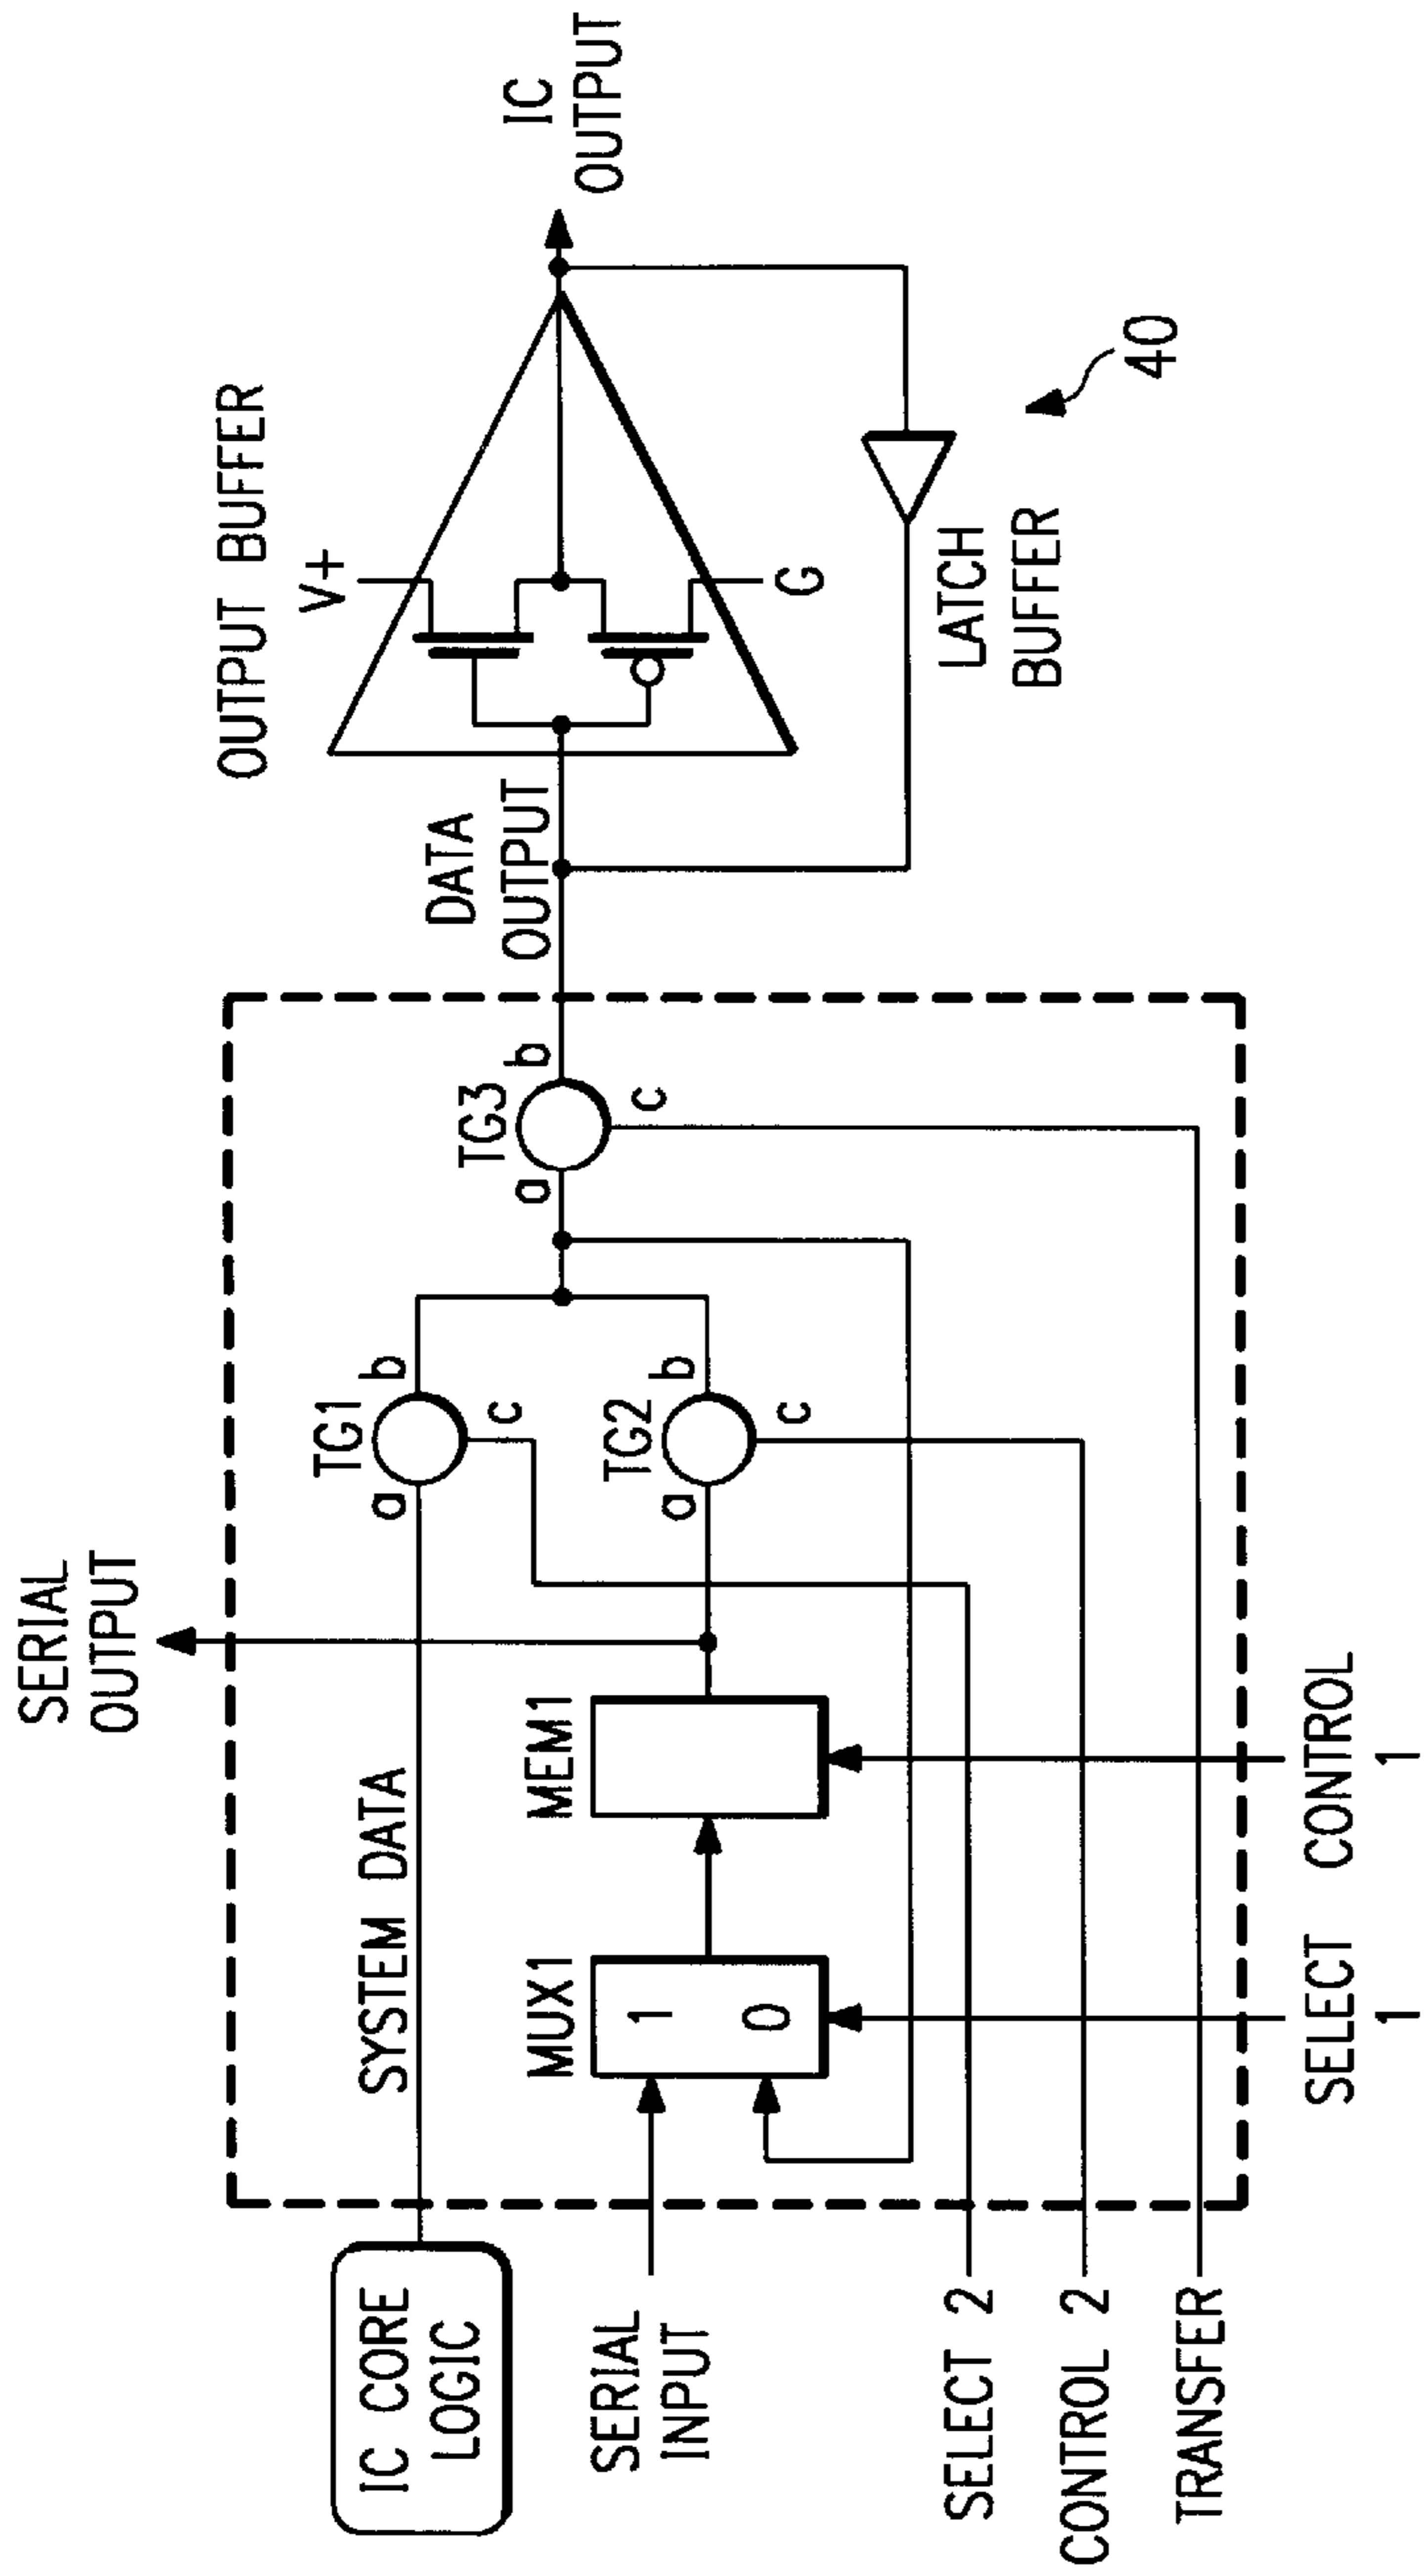 SERIAL
OUTPUT
OUTPUT BUFFER
V+
IC CORE
LOGIC
SYSTEM DATA
TG1
a
b
c
DATA
OUTPUT
IC
OUTPUT
TG3
a
b
c
MUX1
1
0
MEM1
TG2
a
b
c
G
SERIAL
INPUT
LATCH
BUFFER
40
SELECT 2
CONTROL 2
TRANSFER
SELECT
1
CONTROL
1